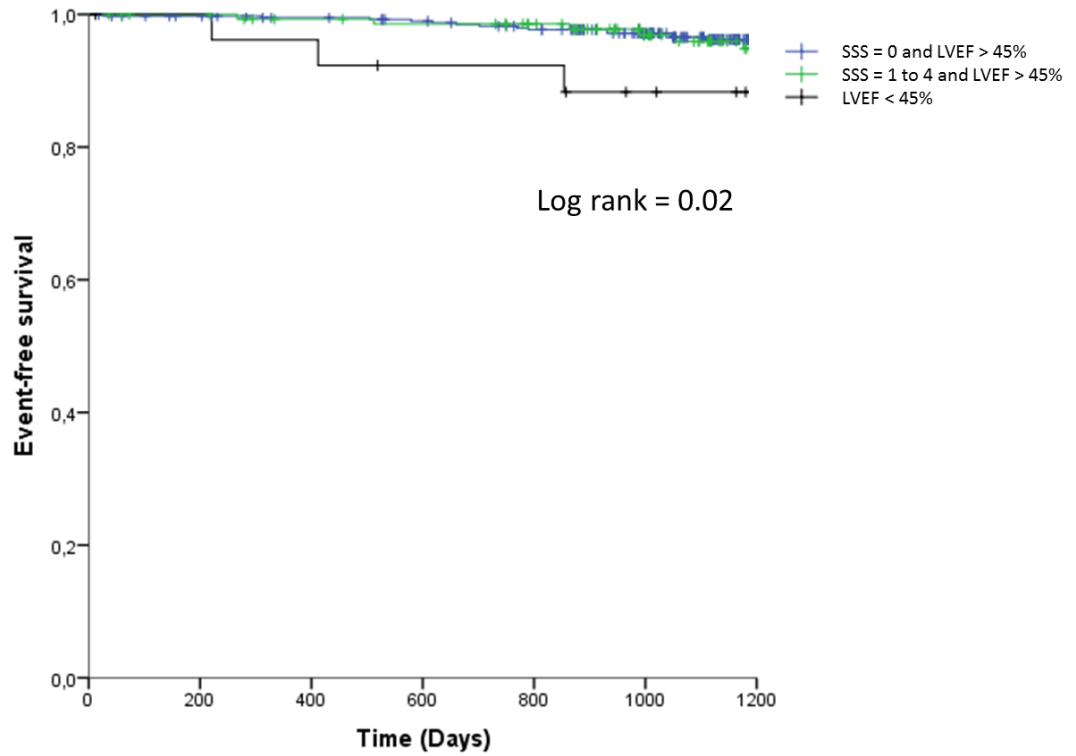 1,0
0,8
0,6
0,4
0,2
0,0
Event-free survival
0 200 400 600 800 1000 1200
Time (Days)
SSS = 0 and LVEF > 45%
SSS = 1 to 4 and LVEF > 45%
LVEF < 45%
Log rank = 0.02